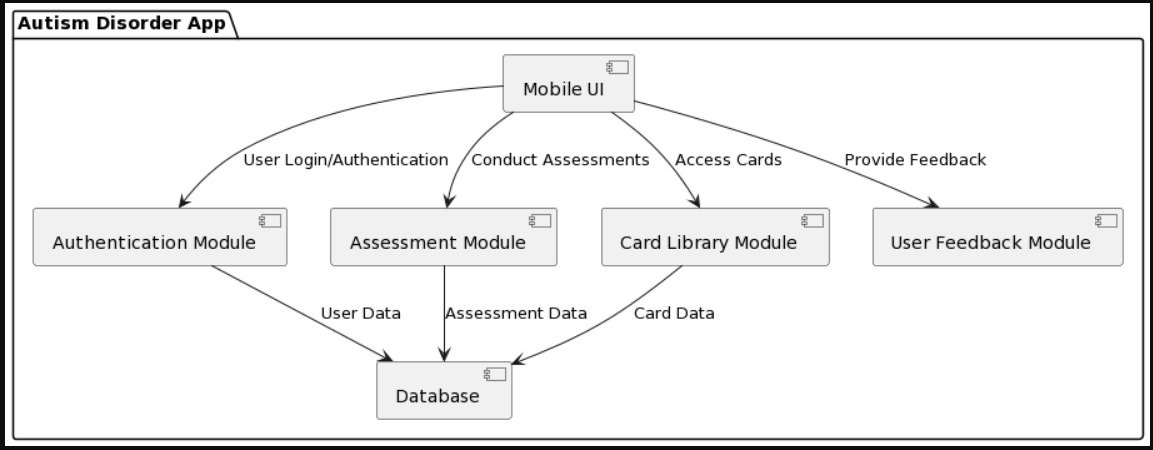 Autism Disorder App
Mobile UI
User Login/Authentication
Conduct Assessments
Access Cards
Provide Feedback
Authentication Module
Assessment Module
Card Library Module
User Feedback Module
User Data
Assessment Data
Card Data
Database